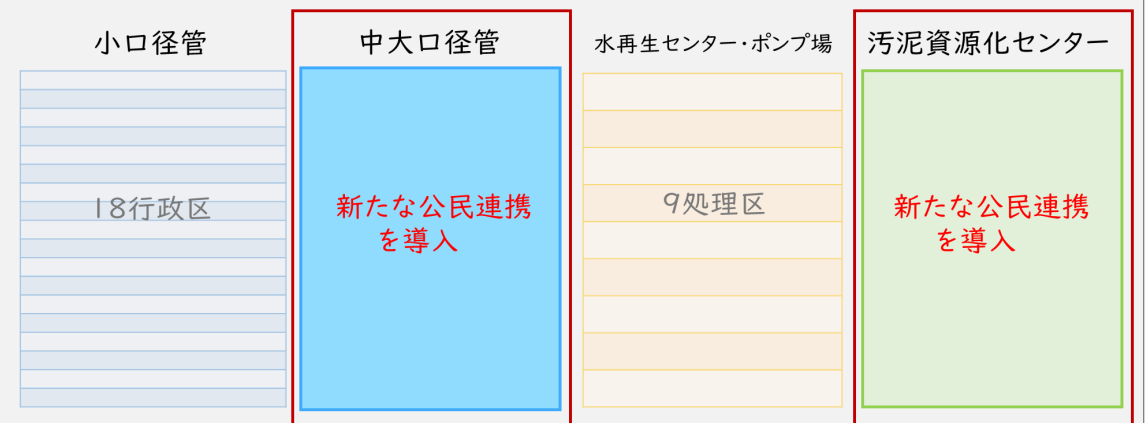 小口径管
中大口径管
水再生センター・ポンプ場
汚泥資源化センター
18行政区
新たな公民連携
を導入
9処理区
新たな公民連携
を導入